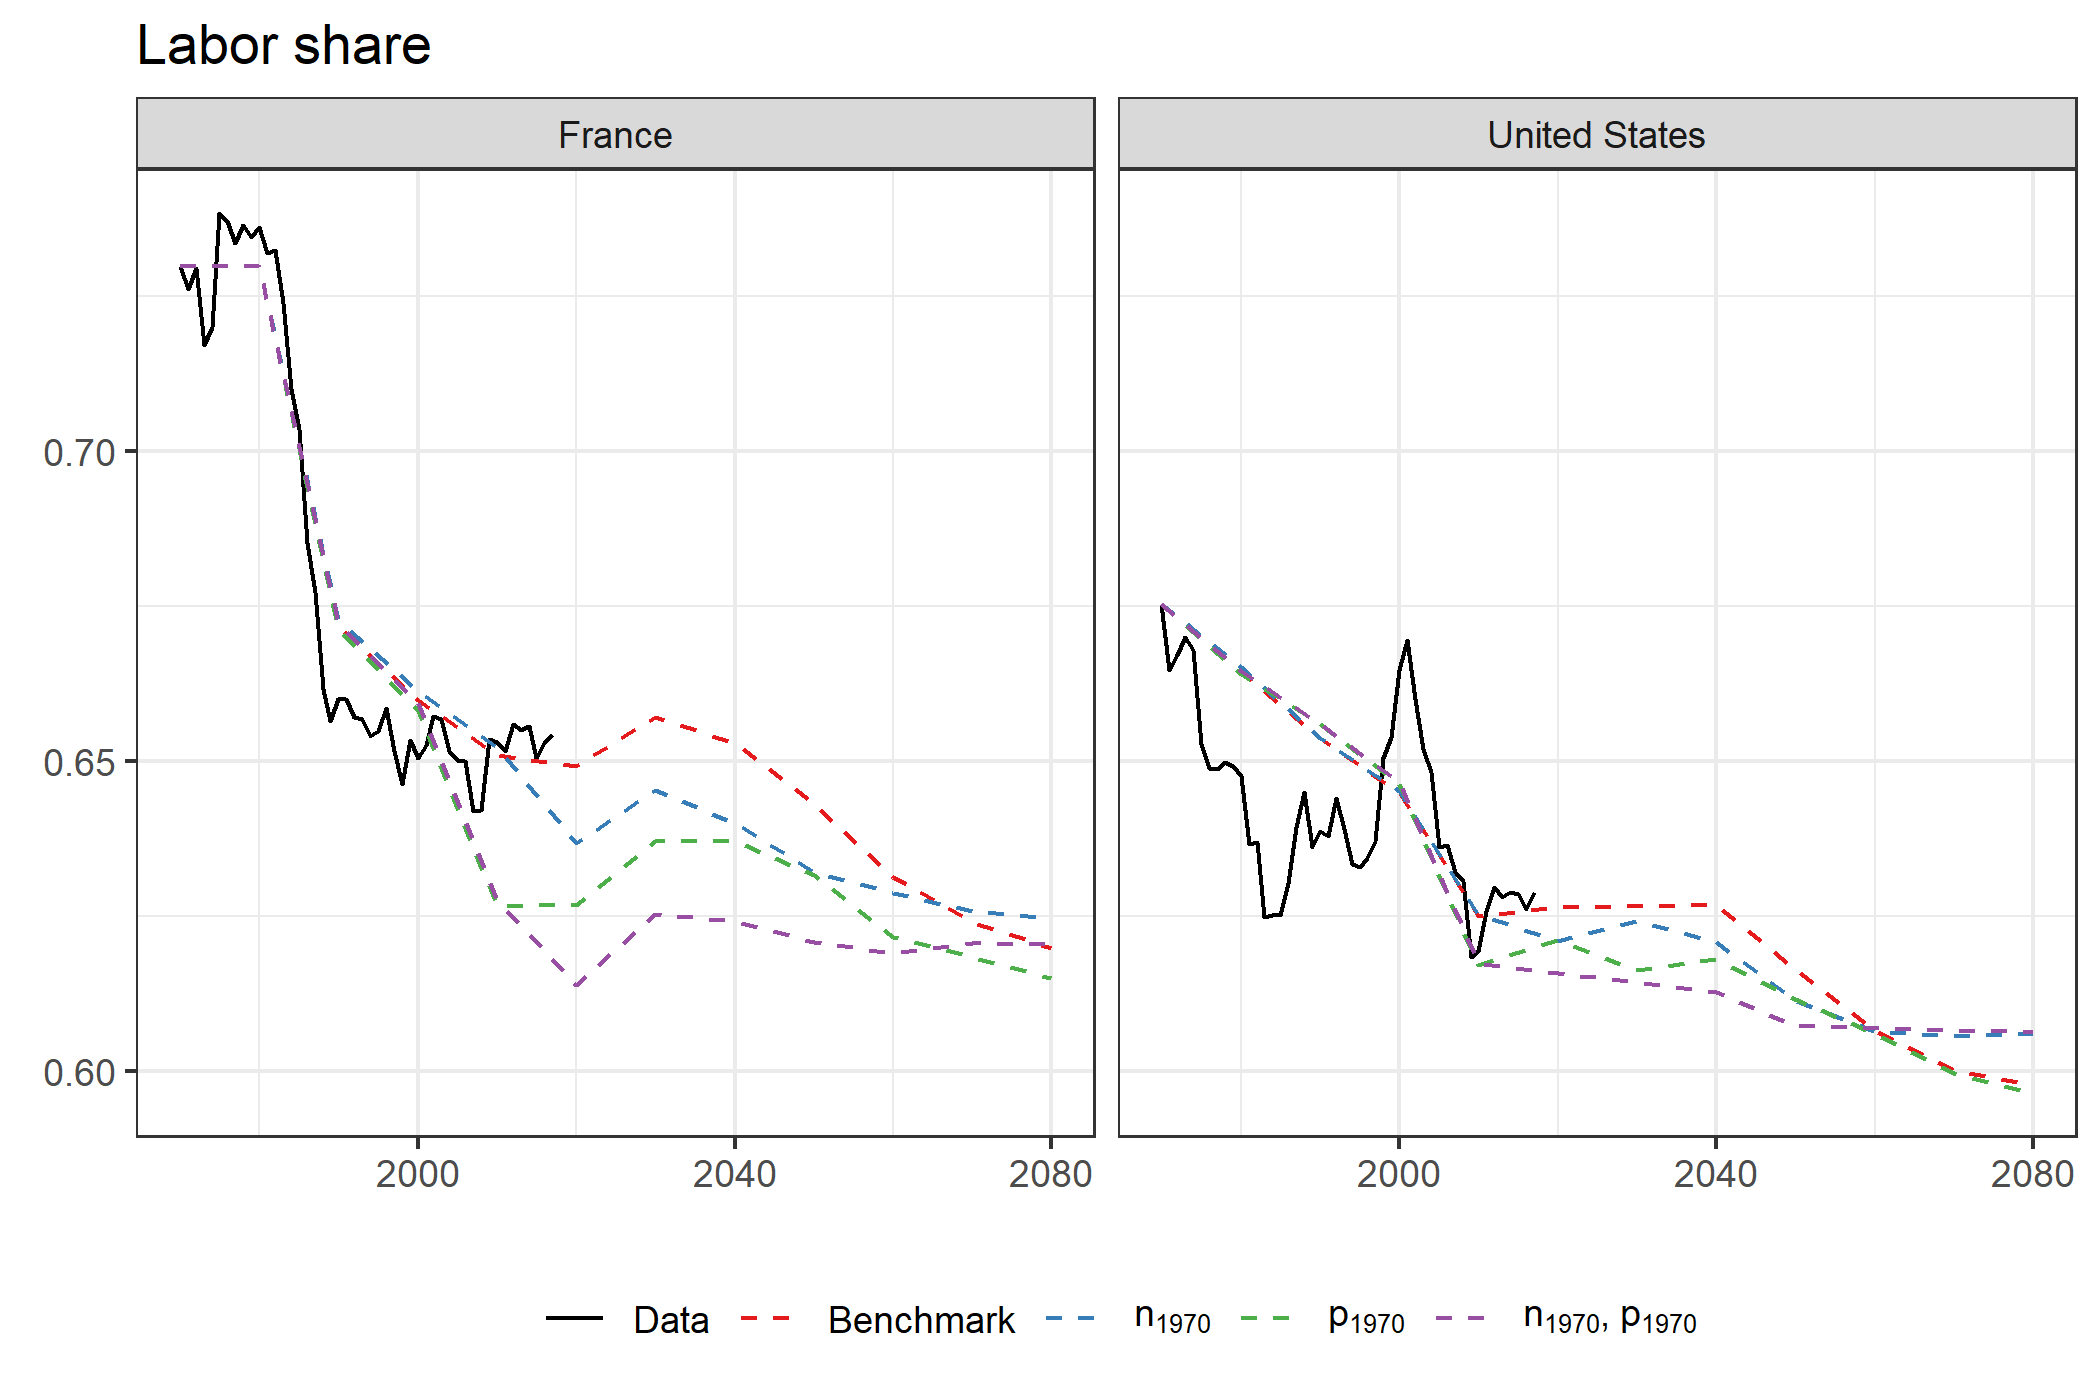 Labor share
France
United States
0.70
0.65
0.60
2000 2040 2080
2000 2040 2080
Data Benchmark n₁₉₇₀ p₁₉₇₀ n₁₉₇₀, p₁₉₇₀